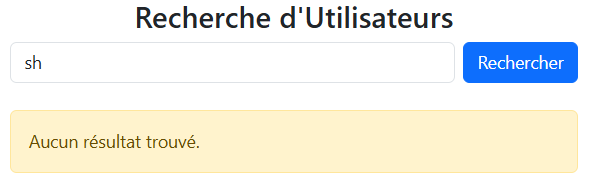 Recherche d'Utilisateurs
sh
Rechercher
Aucun résultat trouvé.